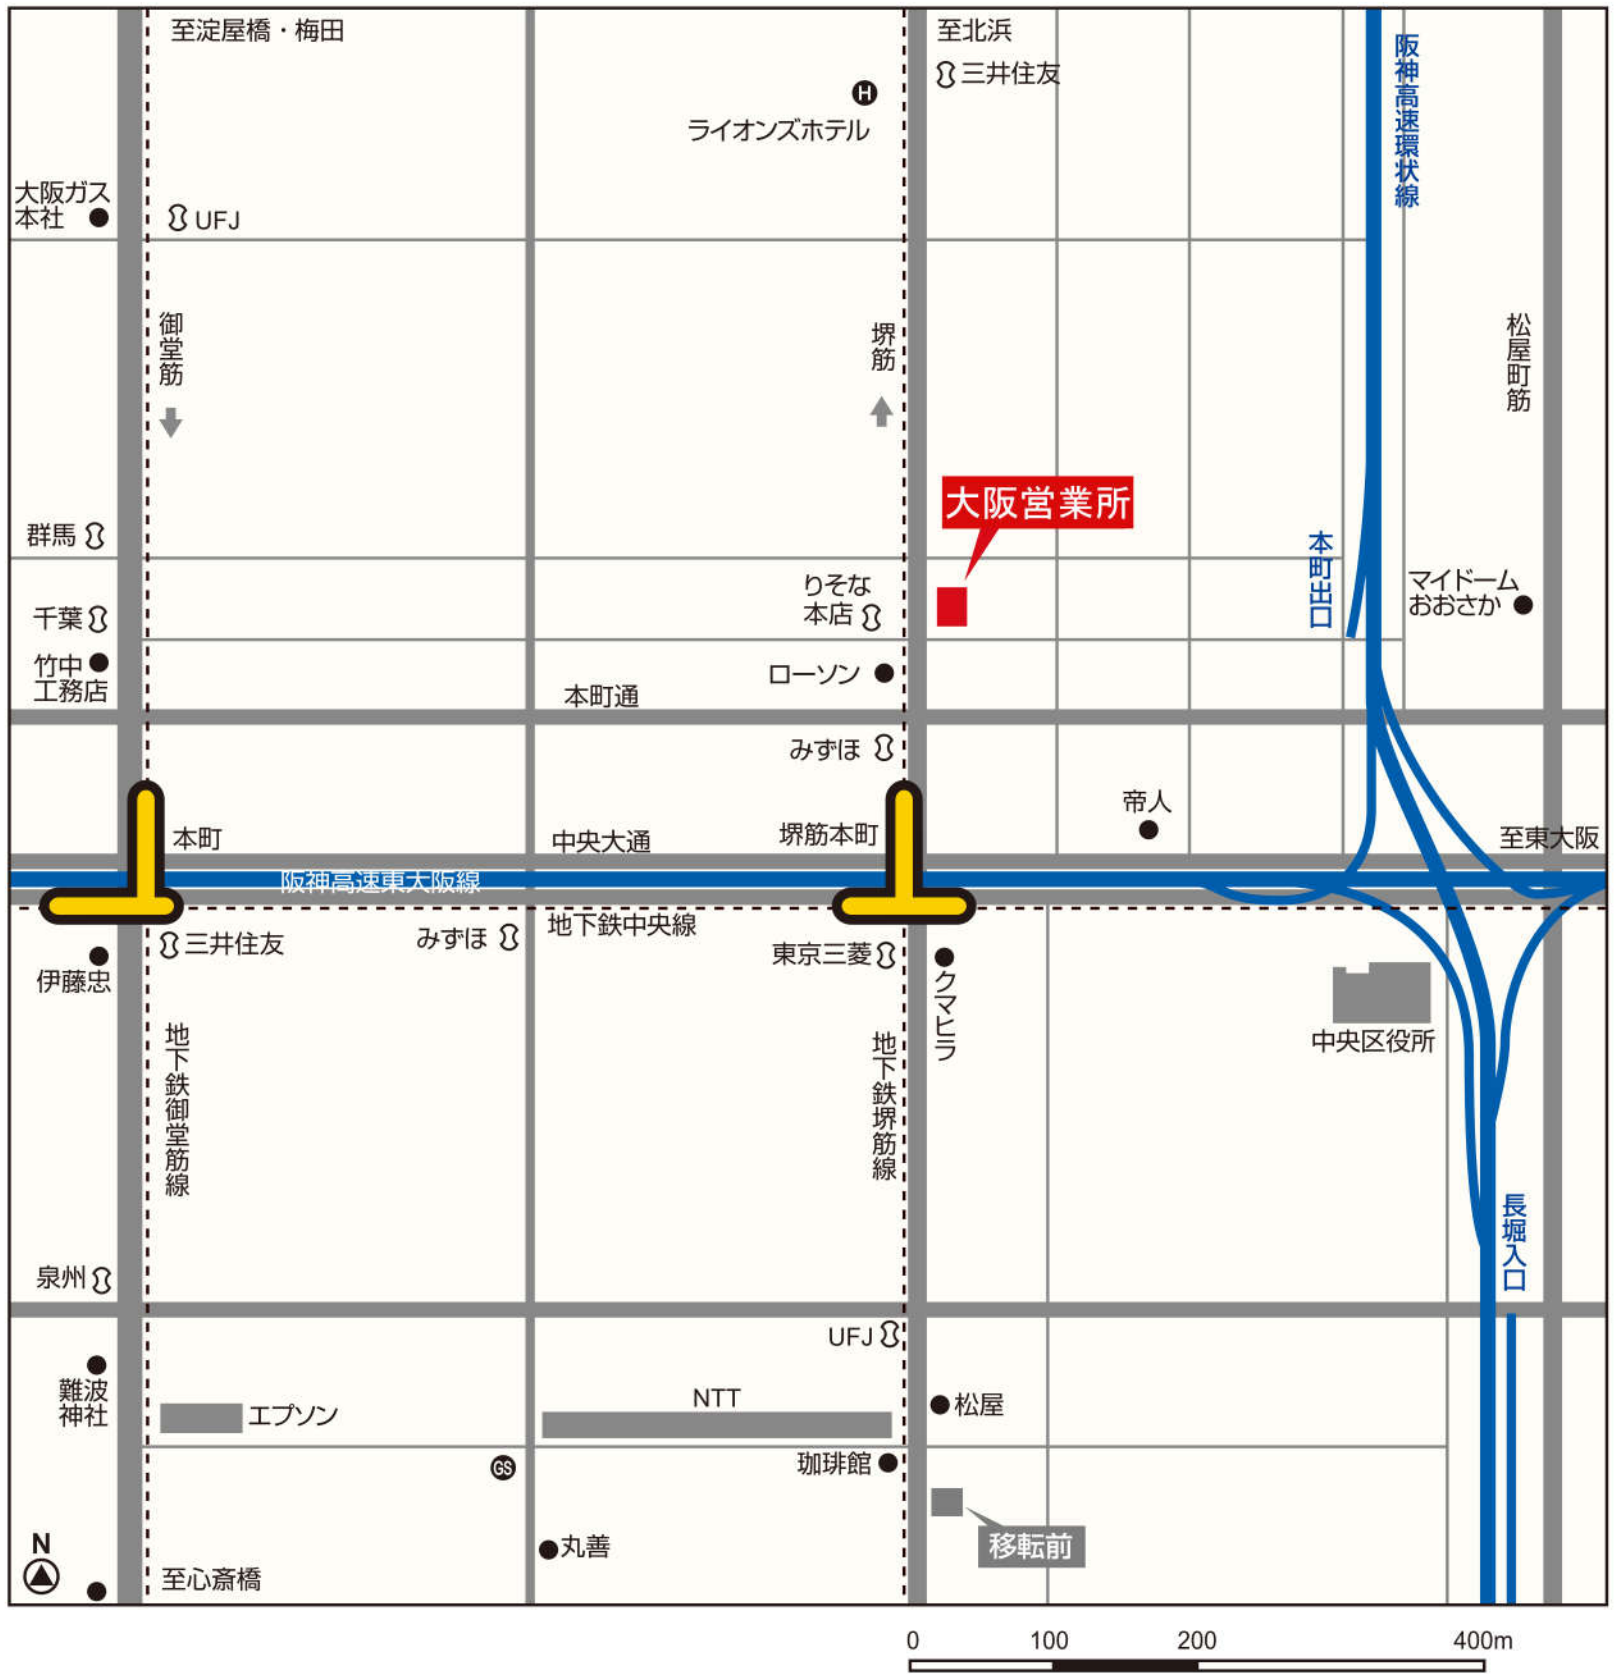 至淀屋橋・梅田
至北浜
三井住友
阪神高速環状線
H
ライオンズホテル
大阪ガス
本社
UFJ
御堂筋
堺筋
松屋町筋
大阪営業所
群馬
本町出口
りそな
本店
マイドーム
おおさか
千葉
竹中
工務店
ローソン
本町通
みずほ
帝人
本町
中央大通
堺筋本町
至東大阪
阪神高速東大阪線
三井住友
みずほ
地下鉄中央線
東京三菱
クマヒラ
伊藤忠
地下鉄御堂筋線
地下鉄堺筋線
中央区役所
長堀入口
泉州
UFJ
難波
神社
エプソン
NTT
松屋
GS
珈琲館
移転前
丸善
N
至心斎橋
0
100
200
400m